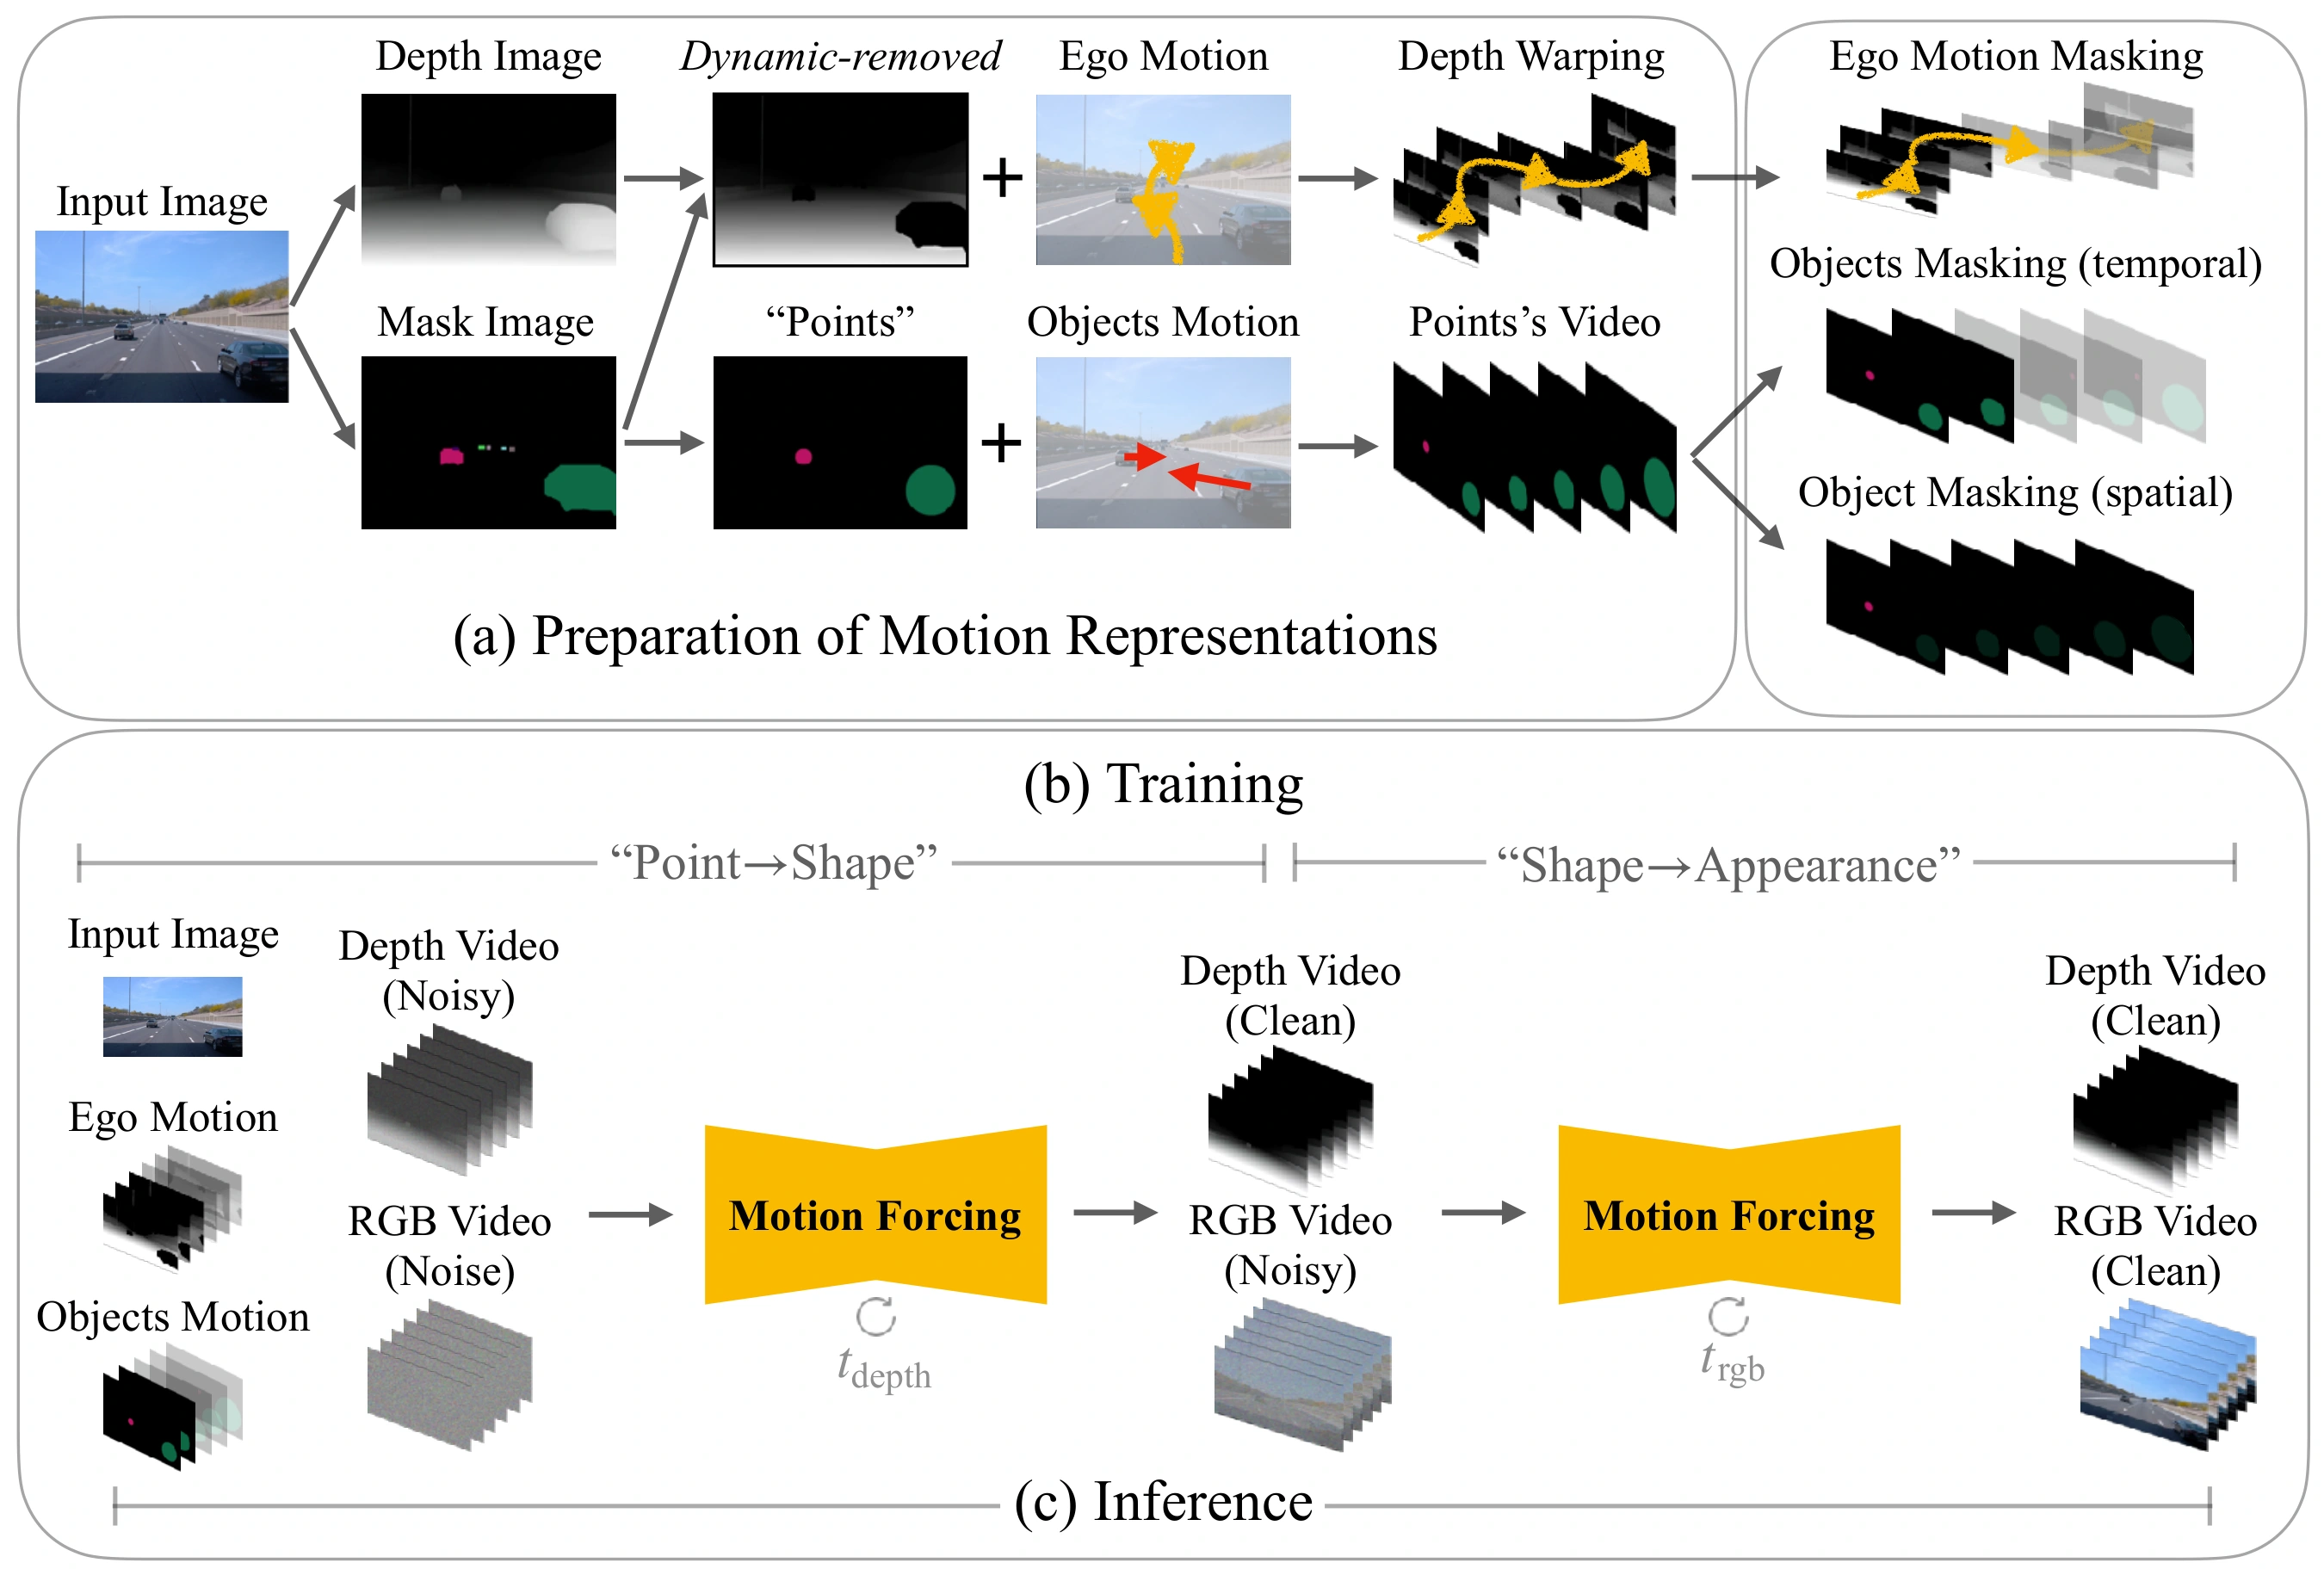 Depth Image
Dynamic-removed
Ego Motion
Depth Warping
Ego Motion Masking
Input Image
+
Objects Masking (temporal)
Mask Image
“Points”
Objects Motion
Points’s Video
+
Object Masking (spatial)
(a) Preparation of Motion Representations
(b) Training
“Point→Shape”
“Shape→Appearance”
Input Image
Depth Video
(Noisy)
Depth Video
(Clean)
Depth Video
(Clean)
Ego Motion
RGB Video
(Noise)
Motion Forcing
RGB Video
(Noisy)
Motion Forcing
RGB Video
(Clean)
Objects Motion
tdepth
trgb
(c) Inference